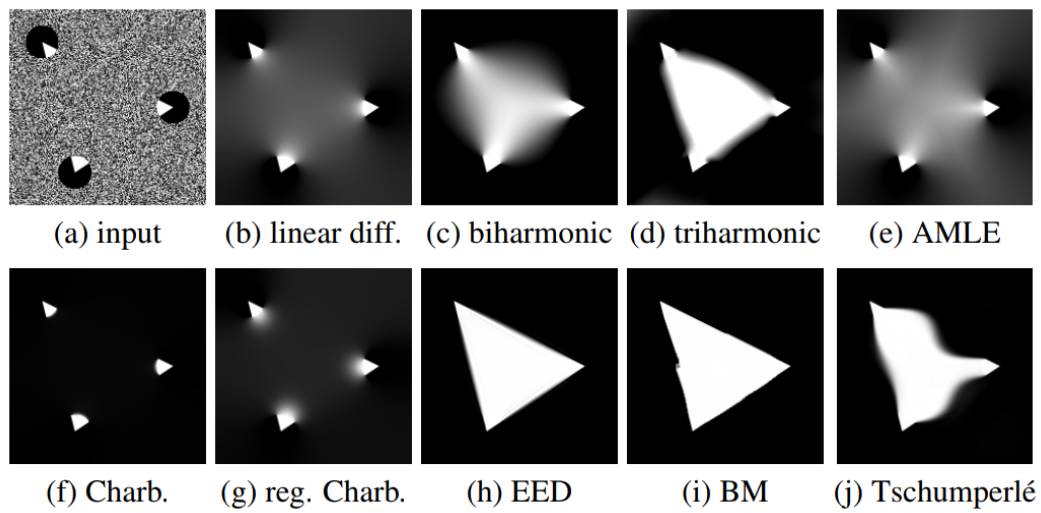 (a) input (b) linear diff. (c) biharmonic (d) triharmonic (e) AMLE
(f) Charb. (g) reg. Charb. (h) EED (i) BM (j) Tschumperlé